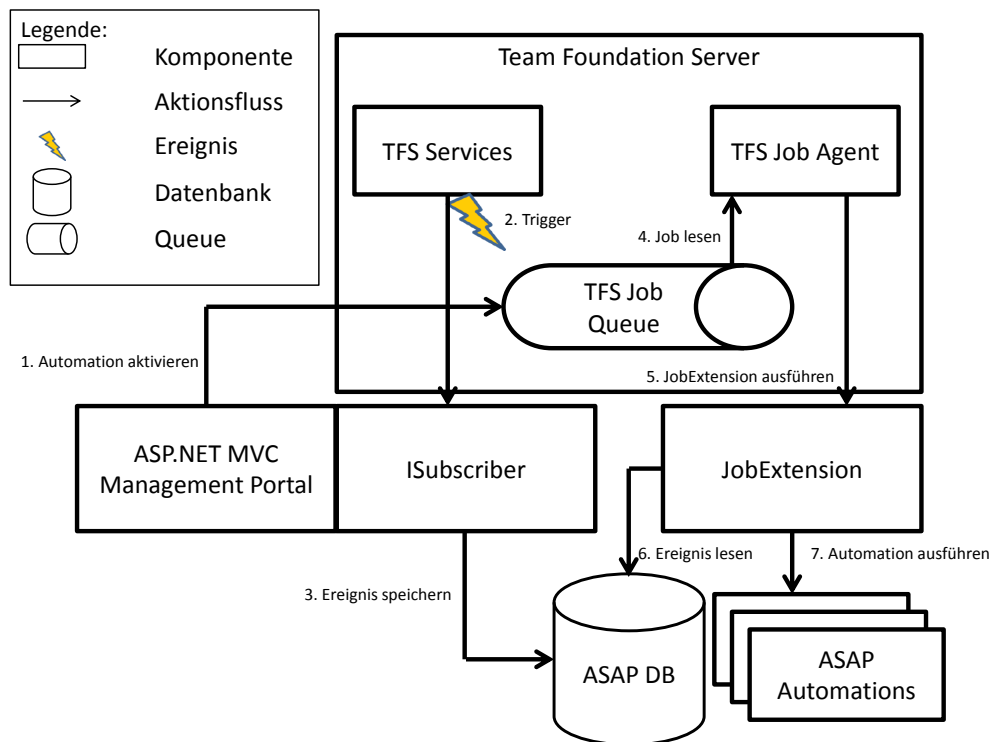 Legende:
Komponente
Aktionsfluss
Ereignis
Datenbank
Queue
Team Foundation Server
TFS Services
TFS Job Agent
2. Trigger
4. Job lesen
TFS Job
Queue
1. Automation aktivieren
5. JobExtension ausführen
ASP.NET MVC
Management Portal
ISubscriber
JobExtension
6. Ereignis lesen
7. Automation ausführen
3. Ereignis speichern
ASAP DB
ASAP
Automations